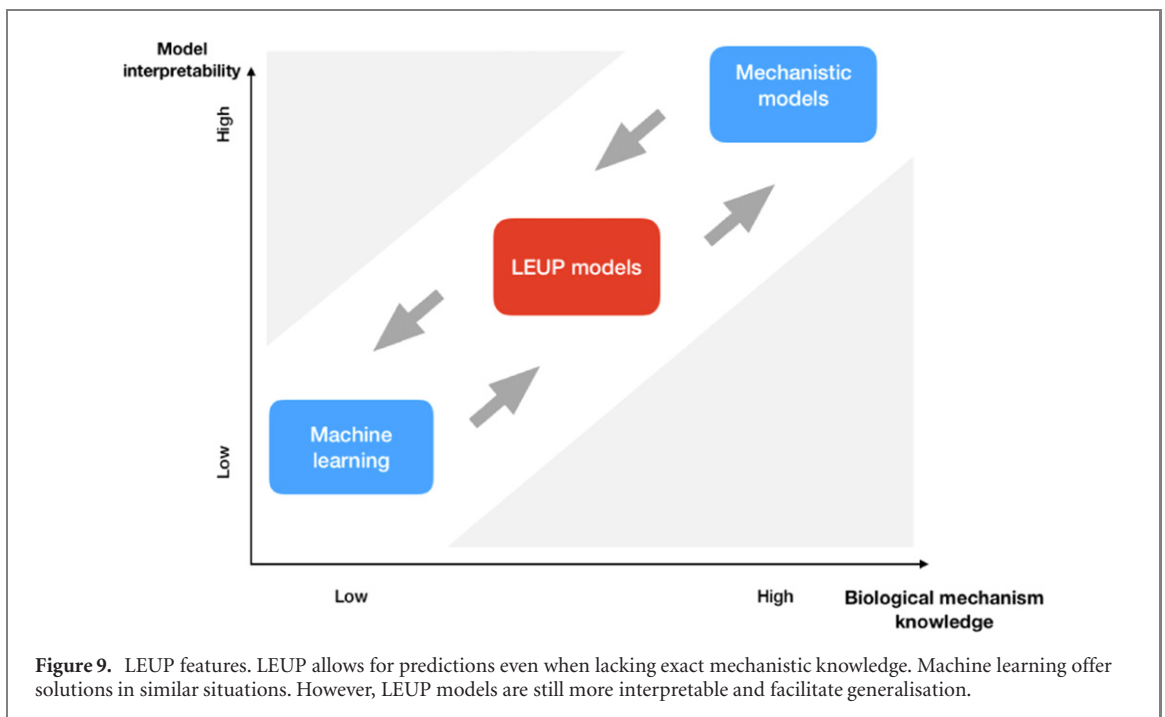 Model
interpretability
High
Low
Mechanistic
models
LEUP models
Machine
learning
Low
High
Biological mechanism
knowledge
Figure 9. LEUP features. LEUP allows for predictions even when lacking exact mechanistic knowledge. Machine learning offer
solutions in similar situations. However, LEUP models are still more interpretable and facilitate generalisation.